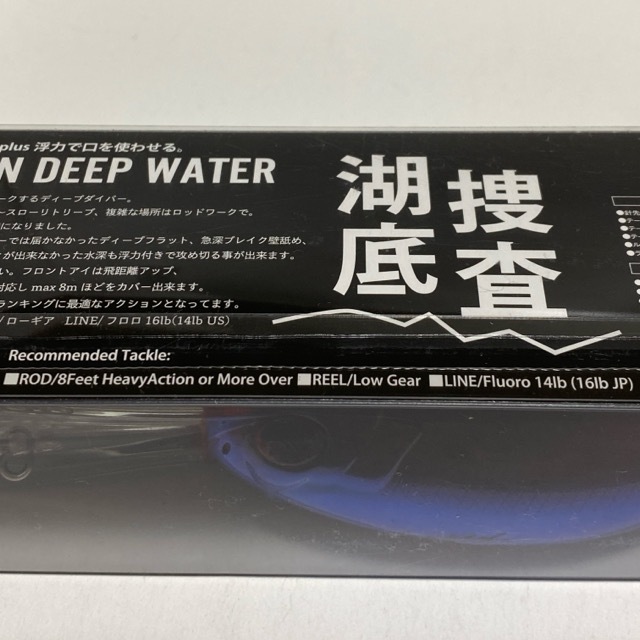 plus 浮力で口を使わせる。
N DEEP WATER
ークするディープダイバー。
ースローリトリーブ、複雑な場所はロッドワークで。
になりました。
ーでは届かなかったディープフラット、急深ブレイク壁舐め、
が出来なかった水深も浮力付きで攻め切る事が出来ます。
い。フロントアイは飛距離アップ、
対応し max 8m ほどをカバー出来ます。
ランキングに最適なアクションとなってます。
/ローギア LINE/ フロロ 16lb(14lb US)
捜査
湖底
Recommended Tackle:
■ROD/8Feet HeavyAction or More Over ■REEL/Low Gear ■LINE/Fluoro 14lb (16lb JP)